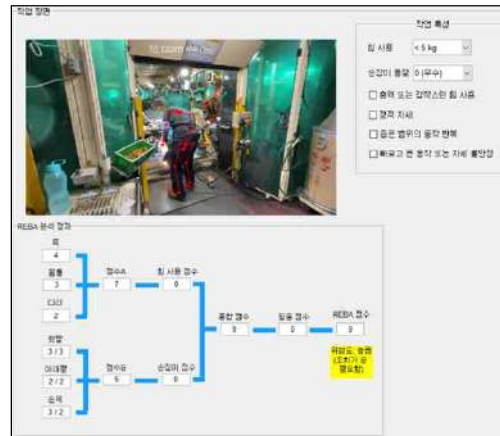 작업 장면
작업 특성
힘 사용
< 5 kg
손잡이 등급
0 (우수)
충격 또는 갑작스런 힘 사용
정적 자세
좁은 범위의 동작 반복
빠르고 큰 동작 또는 자세 불안정
REBA 분석 결과
목
4
몸통
3
다리
2
점수A
7
힘 사용 점수
0
윗팔
3 / 3
아래팔
2 / 2
손목
3 / 2
점수B
5
손잡이 점수
0
종합 점수
9
활동 점수
0
REBA 점수
9
필요함)